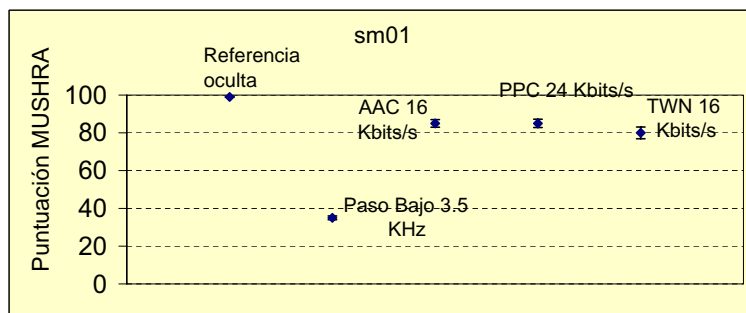 sm01
Referencia
oculta
Puntuación MUSHRA
100
80
60
40
20
0
AAC 16
Kbits/s
PPC 24 Kbits/s
TWN 16
Kbits/s
Paso Bajo 3.5
KHz